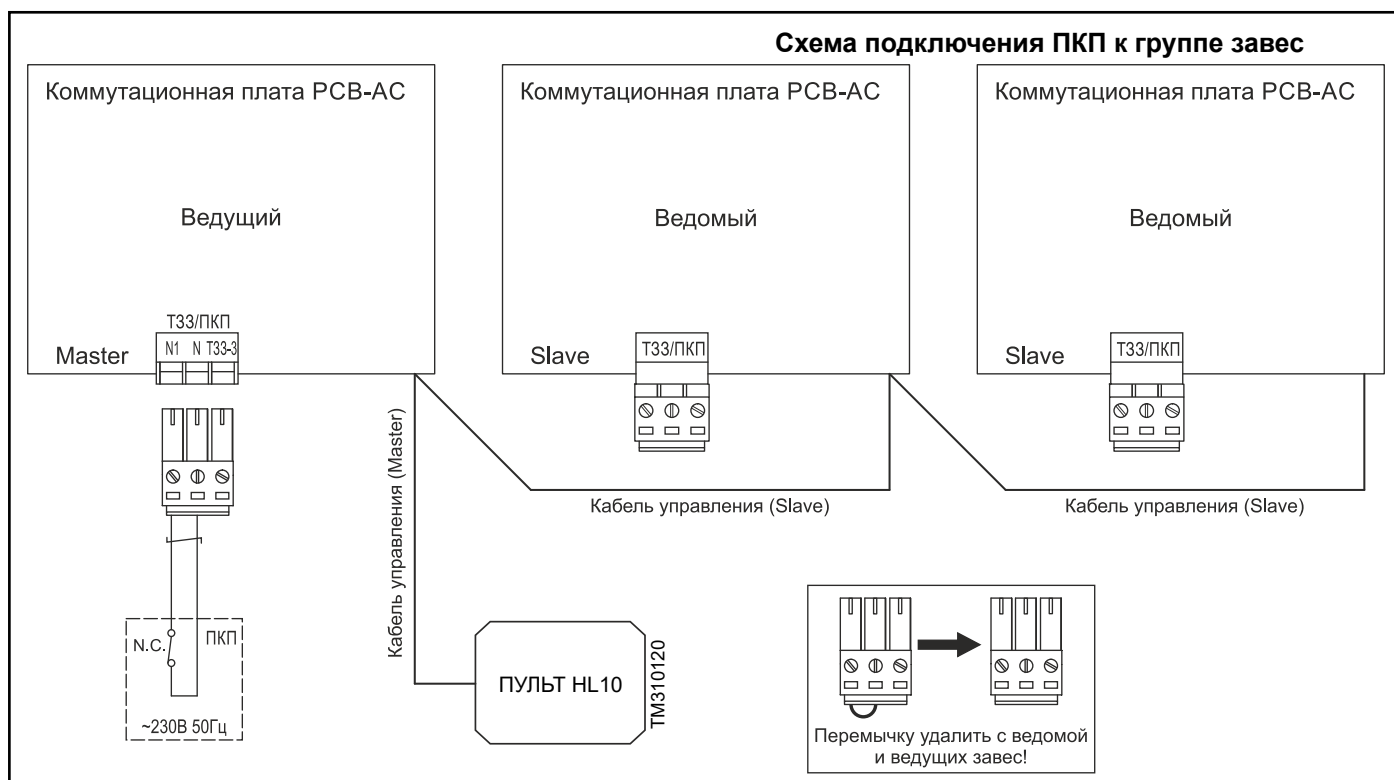 Схема подключения ПКП к группе завес
Коммутационная плата PCB-AC
Ведущий
ТЗЗ/ПКП
Master
N1 N ТЗЗ-3
Коммутационная плата PCB-AC
Ведомый
Slave
ТЗЗ/ПКП
Коммутационная плата PCB-AC
Ведомый
Slave
ТЗЗ/ПКП
Кабель управления (Master)
Кабель управления (Slave)
Кабель управления (Slave)
N.C.
ПКП
~230В 50Гц
ПУЛЬТ HL10
TM310120
Перемычку удалить с ведомой
и ведущих завес!